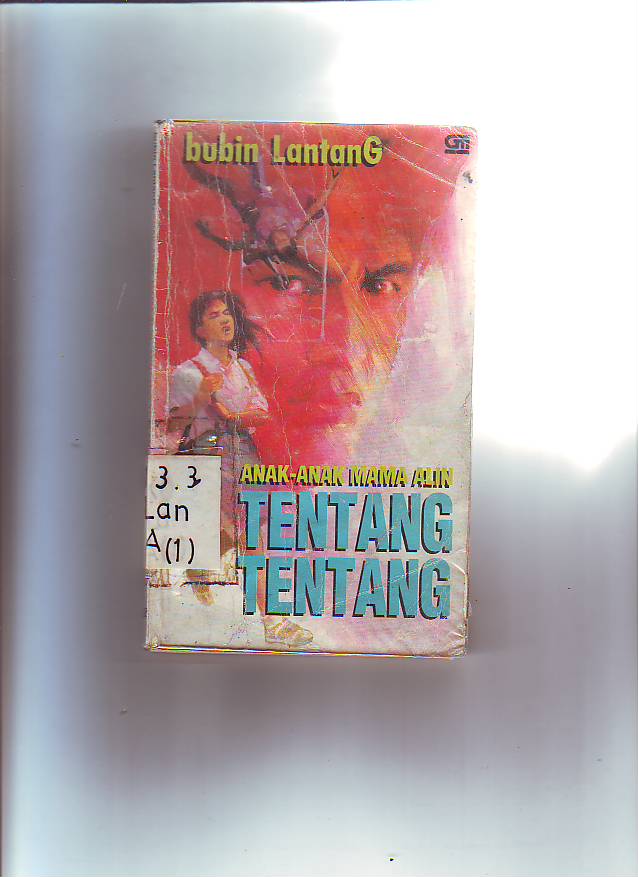 bubin LantanG
GM
ANAK-ANAK MAMA ALIN
TENTANG
TENTANG
3.3
Lan
A(1)